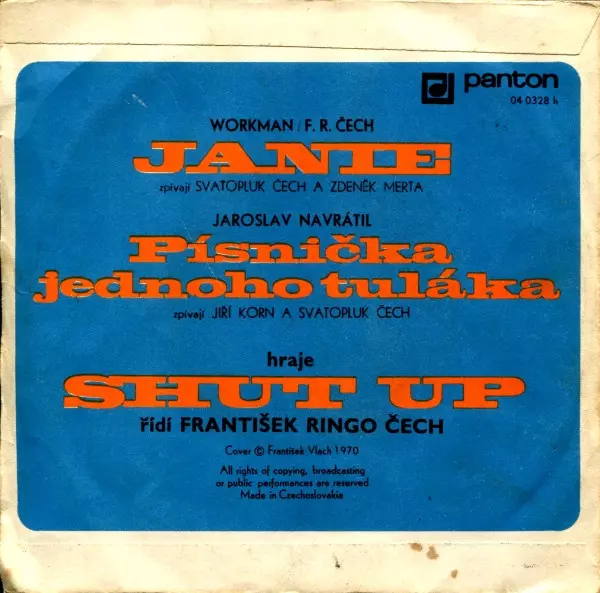 panton
04 0328 h
WORKMAN / F. R. ČECH
JANIE
zpívají SVATOPLUK ČECH A ZDENĚK MERTA
JAROSLAV NAVRÁTIL
Písnička
jednoho tuláka
zpívají JIŘÍ KORN A SVATOPLUK ČECH
hraje
SHUT UP
řídí FRANTIŠEK RINGO ČECH
Cover © František Vlach 1970
All rights of copying, broadcasting
or public performances are reserved
Made in Czechoslovakia